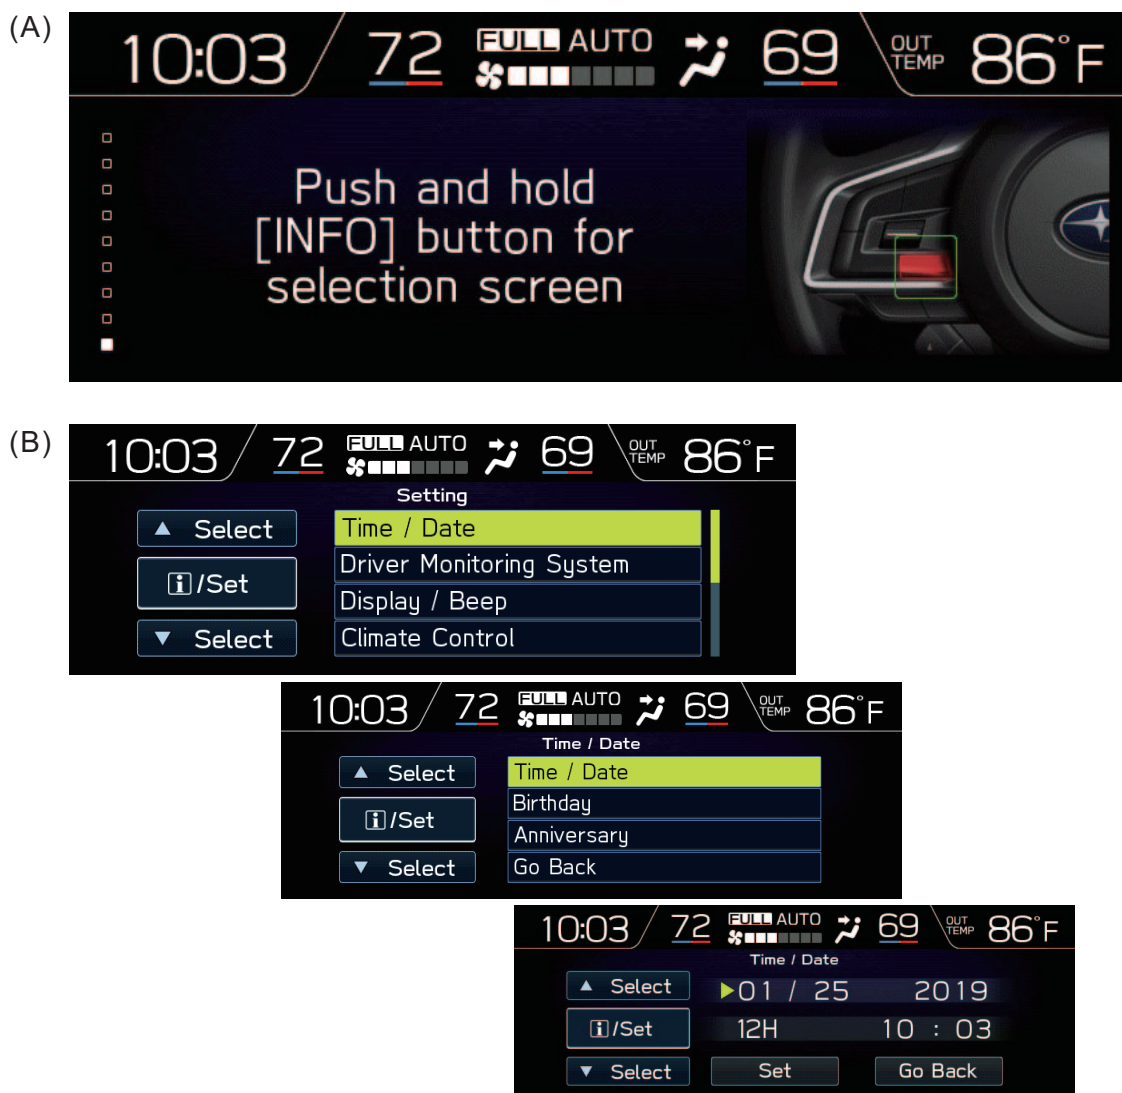 (A)
10:03 72 FULL AUTO 69 OUT TEMP 86°F
Push and hold
[INFO] button for
selection screen
(B)
10:03 72 FULL AUTO 69 OUT TEMP 86°F
Setting
▲ Select
i/Set
▼ Select
Time / Date
Driver Monitoring System
Display / Beep
Climate Control
10:03 72 FULL AUTO 69 OUT TEMP 86°F
Time / Date
▲ Select
i/Set
▼ Select
Time / Date
Birthday
Anniversary
Go Back
10:03 72 FULL AUTO 69 OUT TEMP 86°F
Time / Date
▲ Select
i/Set
▼ Select
▶01 / 25 2019
12H 10 : 03
Set Go Back